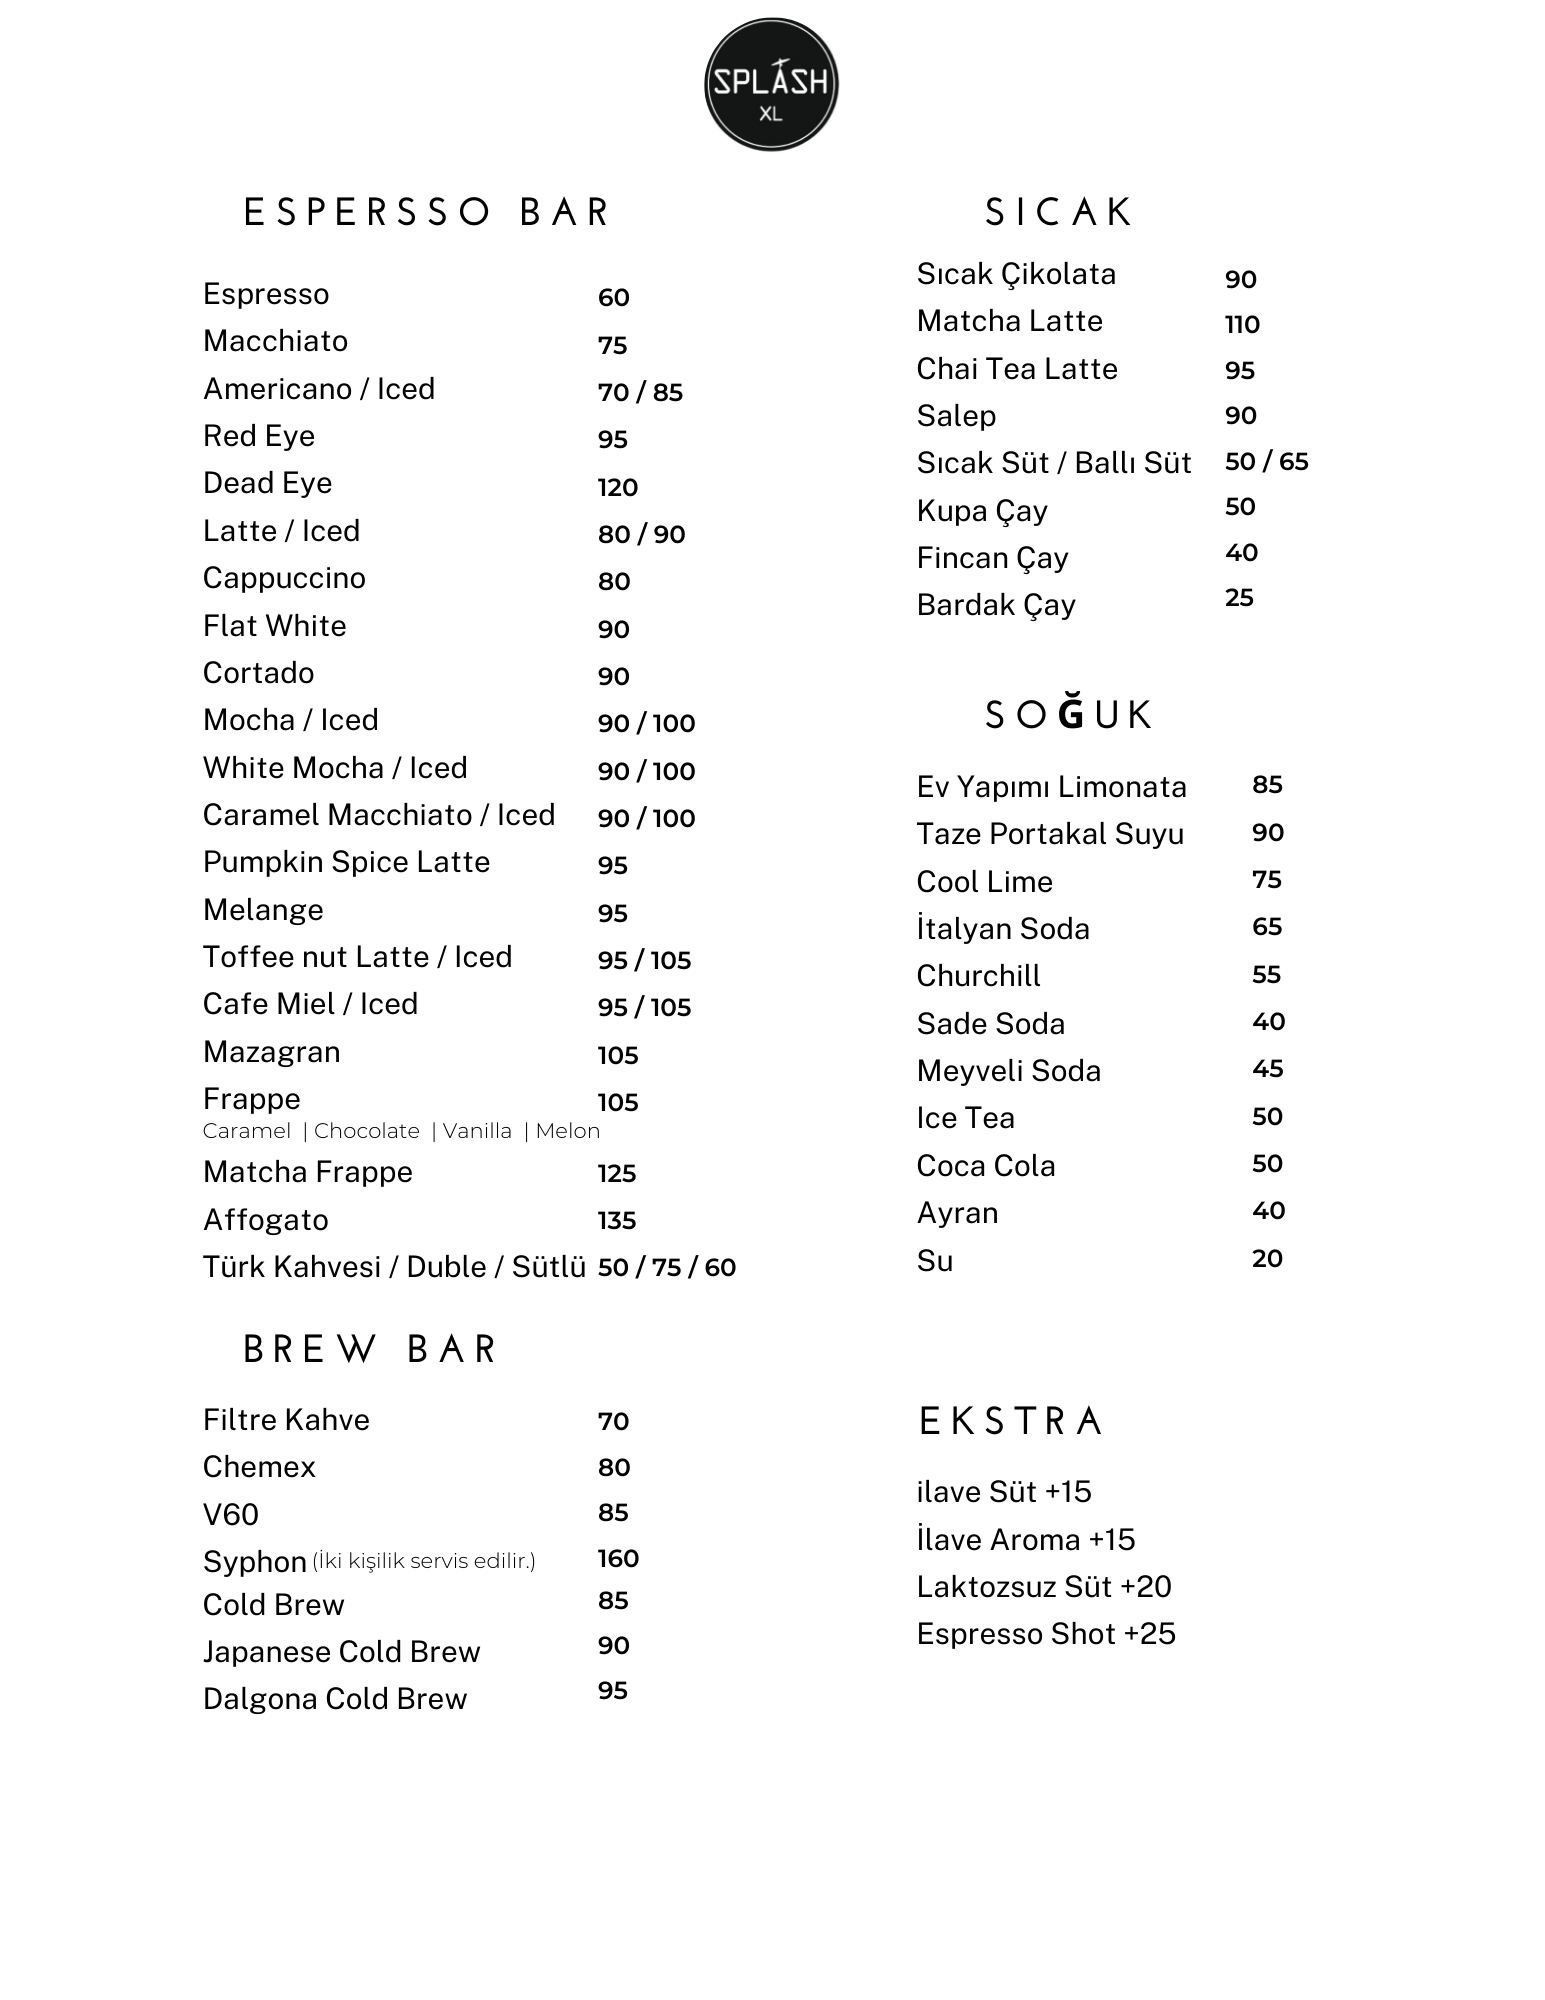 SPLASH
XL
ESPERSSO BAR
Espresso 60
Macchiato 75
Americano / Iced 70 / 85
Red Eye 95
Dead Eye 120
Latte / Iced 80 / 90
Cappuccino 80
Flat White 90
Cortado 90
Mocha / Iced 90 / 100
White Mocha / Iced 90 / 100
Caramel Macchiato / Iced 90 / 100
Pumpkin Spice Latte 95
Melange 95
Toffee nut Latte / Iced 95 / 105
Cafe Miel / Iced 95 / 105
Mazagran 105
Frappe 105
Caramel | Chocolate | Vanilla | Melon
Matcha Frappe 125
Affogato 135
Türk Kahvesi / Duble / Sütlü 50 / 75 / 60
BREW BAR
Filtre Kahve 70
Chemex 80
V60 85
Syphon (İki kişilik servis edilir.) 160
Cold Brew 85
Japanese Cold Brew 90
Dalgona Cold Brew 95
SICAK
Sıcak Çikolata 90
Matcha Latte 110
Chai Tea Latte 95
Salep 90
Sıcak Süt / Ballı Süt 50 / 65
Kupa Çay 50
Fincan Çay 40
Bardak Çay 25
SOĞUK
Ev Yapımı Limonata 85
Taze Portakal Suyu 90
Cool Lime 75
İtalyan Soda 65
Churchill 55
Sade Soda 40
Meyveli Soda 45
Ice Tea 50
Coca Cola 50
Ayran 40
Su 20
EKSTRA
ilave Süt +15
İlave Aroma +15
Laktozsuz Süt +20
Espresso Shot +25